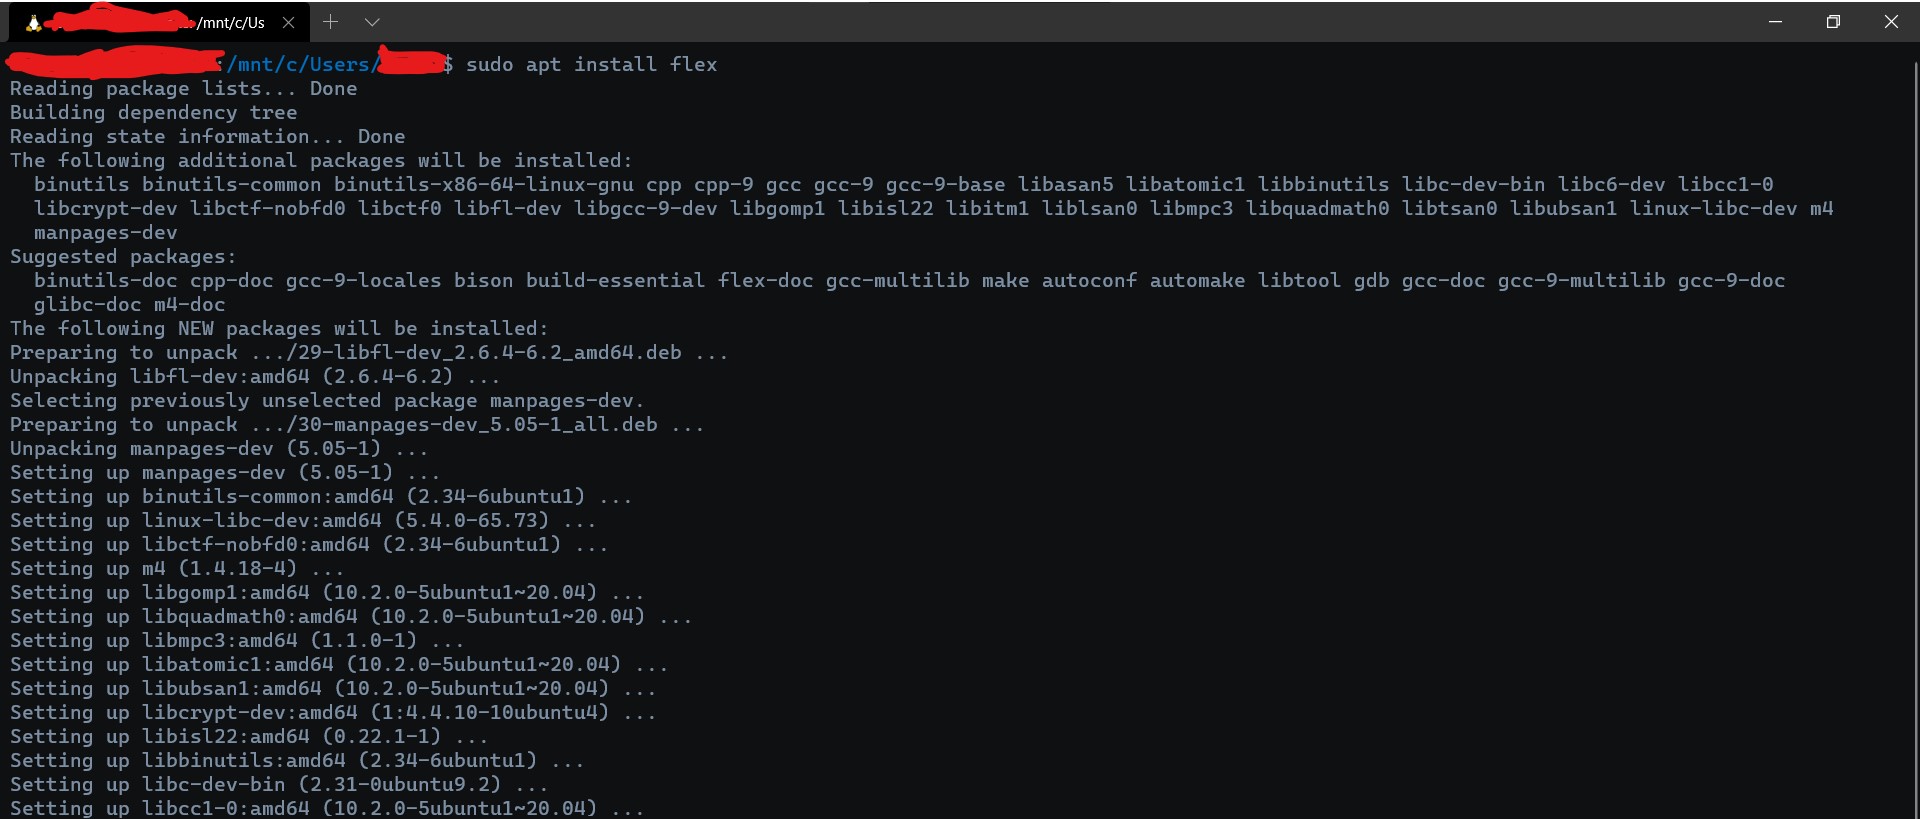 /mnt/c/Us
:/mnt/c/Users/$ sudo apt install flex
Reading package lists... Done
Building dependency tree
Reading state information... Done
The following additional packages will be installed:
  binutils binutils-common binutils-x86-64-linux-gnu cpp cpp-9 gcc gcc-9 gcc-9-base libasan5 libatomic1 libbinutils libc-dev-bin libc6-dev libcc1-0
  libcrypt-dev libctf-nobfd0 libctf0 libfl-dev libgcc-9-dev libgomp1 libisl22 libitm1 liblsan0 libmpc3 libquadmath0 libtsan0 libubsan1 linux-libc-dev m4
  manpages-dev
Suggested packages:
  binutils-doc cpp-doc gcc-9-locales bison build-essential flex-doc gcc-multilib make autoconf automake libtool gdb gcc-doc gcc-9-multilib gcc-9-doc
  glibc-doc m4-doc
The following NEW packages will be installed:
Preparing to unpack .../29-libfl-dev_2.6.4-6.2_amd64.deb ...
Unpacking libfl-dev:amd64 (2.6.4-6.2) ...
Selecting previously unselected package manpages-dev.
Preparing to unpack .../30-manpages-dev_5.05-1_all.deb ...
Unpacking manpages-dev (5.05-1) ...
Setting up manpages-dev (5.05-1) ...
Setting up binutils-common:amd64 (2.34-6ubuntu1) ...
Setting up linux-libc-dev:amd64 (5.4.0-65.73) ...
Setting up libctf-nobfd0:amd64 (2.34-6ubuntu1) ...
Setting up m4 (1.4.18-4) ...
Setting up libgomp1:amd64 (10.2.0-5ubuntu1~20.04) ...
Setting up libquadmath0:amd64 (10.2.0-5ubuntu1~20.04) ...
Setting up libmpc3:amd64 (1.1.0-1) ...
Setting up libatomic1:amd64 (10.2.0-5ubuntu1~20.04) ...
Setting up libubsan1:amd64 (10.2.0-5ubuntu1~20.04) ...
Setting up libcrypt-dev:amd64 (1:4.4.10-10ubuntu4) ...
Setting up libisl22:amd64 (0.22.1-1) ...
Setting up libbinutils:amd64 (2.34-6ubuntu1) ...
Setting up libc-dev-bin (2.31-0ubuntu9.2) ...
Setting up libcc1-0:amd64 (10.2.0-5ubuntu1~20.04) ...